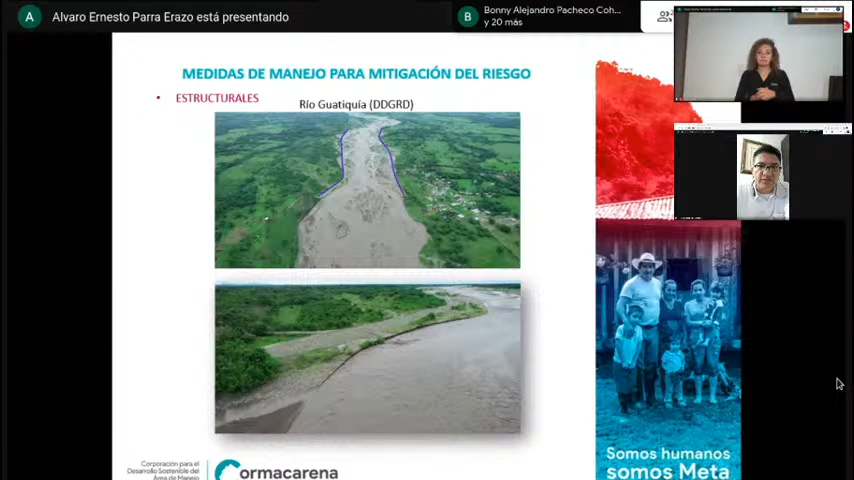 A
Alvaro Ernesto Parra Erazo está presentando
B
Bonny Alejandro Pacheco Coh...
y 20 más
MEDIDAS DE MANEJO PARA MITIGACIÓN DEL RIESGO
• ESTRUCTURALES
Río Guatiquía (DDGRD)
Corporación para el
Desarrollo Sostenible del
Área de Manejo
Cormacarena
Somos humanos
somos Meta